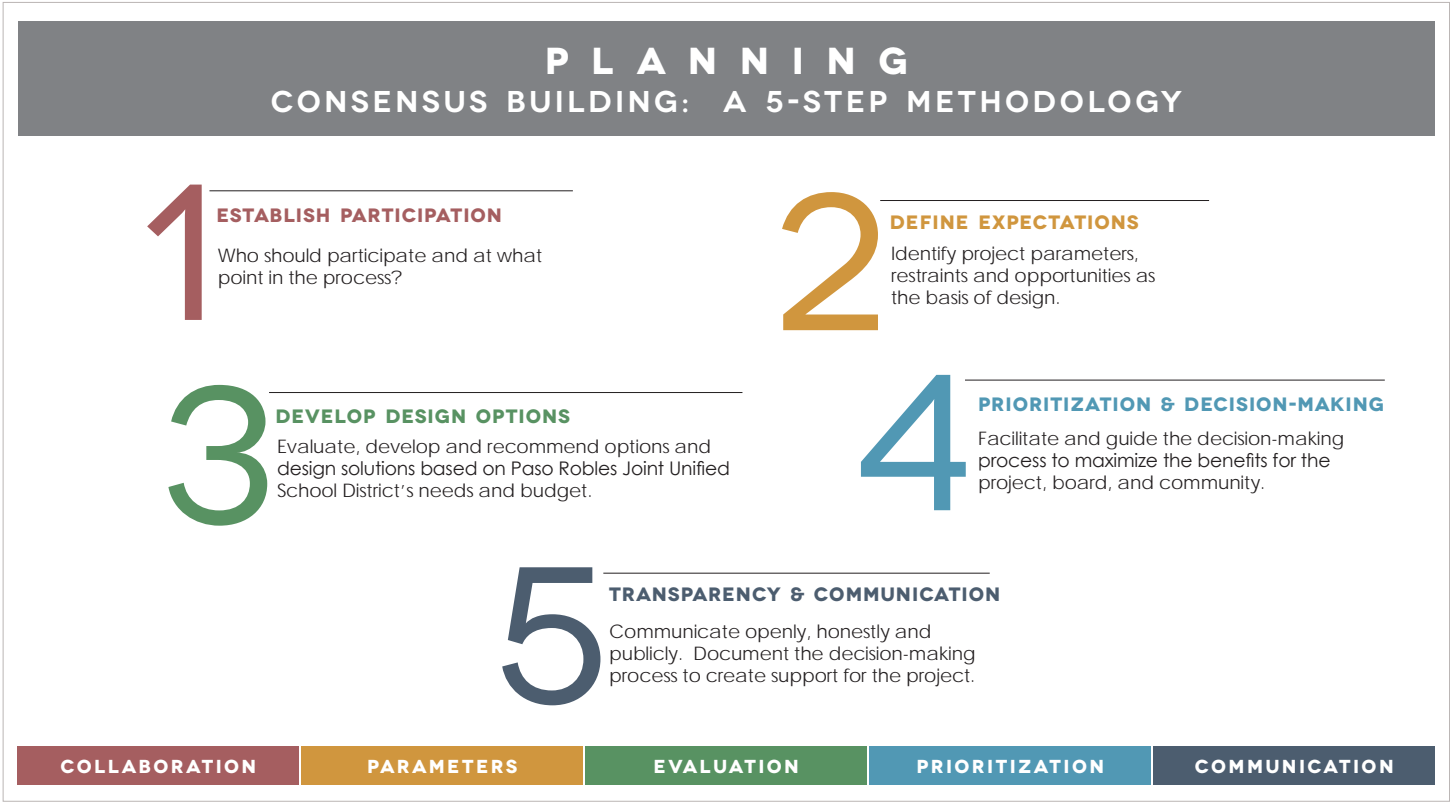 PLANNING
CONSENSUS BUILDING: A 5-STEP METHODOLOGY
1
ESTABLISH PARTICIPATION
Who should participate and at what
point in the process?
2
DEFINE EXPECTATIONS
Identify project parameters,
restraints and opportunities as
the basis of design.
3
DEVELOP DESIGN OPTIONS
Evaluate, develop and recommend options and
design solutions based on Paso Robles Joint Unified
School District's needs and budget.
4
PRIORITIZATION & DECISION-MAKING
Facilitate and guide the decision-making
process to maximize the benefits for the
project, board, and community.
5
TRANSPARENCY & COMMUNICATION
Communicate openly, honestly and
publicly. Document the decision-making
process to create support for the project.
COLLABORATION
PARAMETERS
EVALUATION
PRIORITIZATION
COMMUNICATION